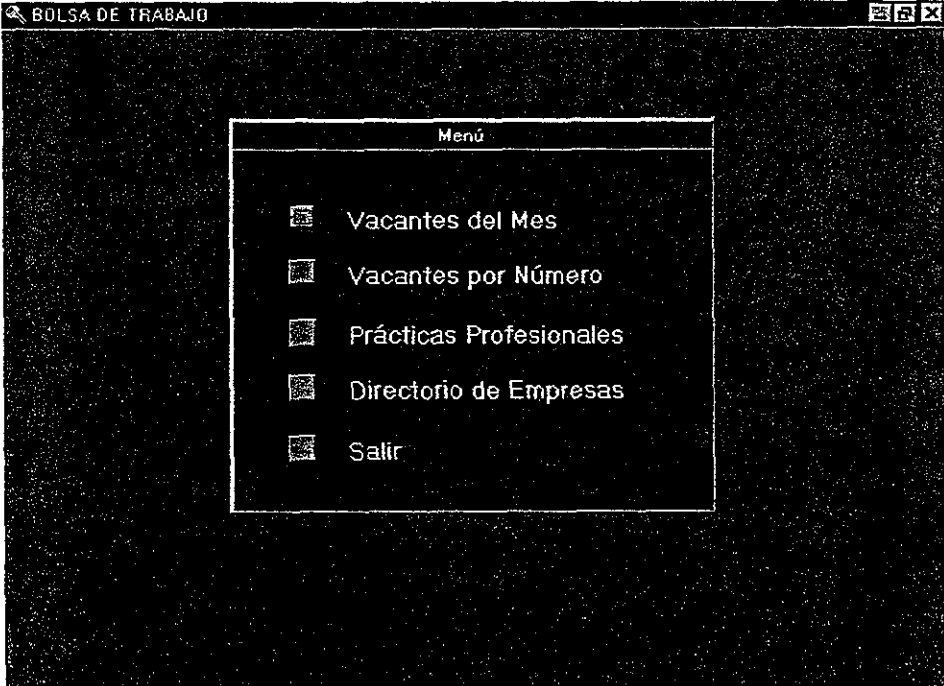 BOLSA DE TRABAJO
Menú
Vacantes del Mes
Vacantes por Número
Prácticas Profesionales
Directorio de Empresas
Salir